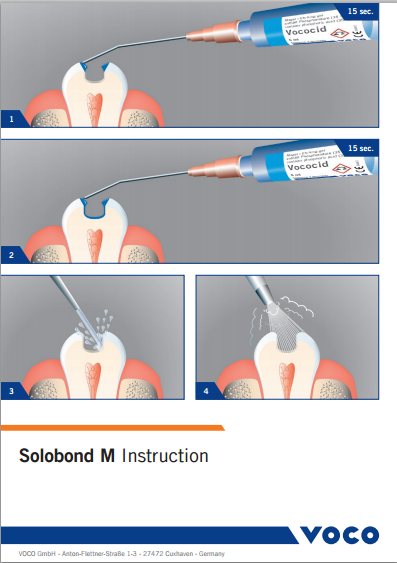 15 sec.
Vococid
1
15 sec.
Vococid
2
3
4
Solobond M Instruction
VOCO
VOCO GmbH - Anton-Flettner-Straße 1-3 - 27472 Cuxhaven - Germany